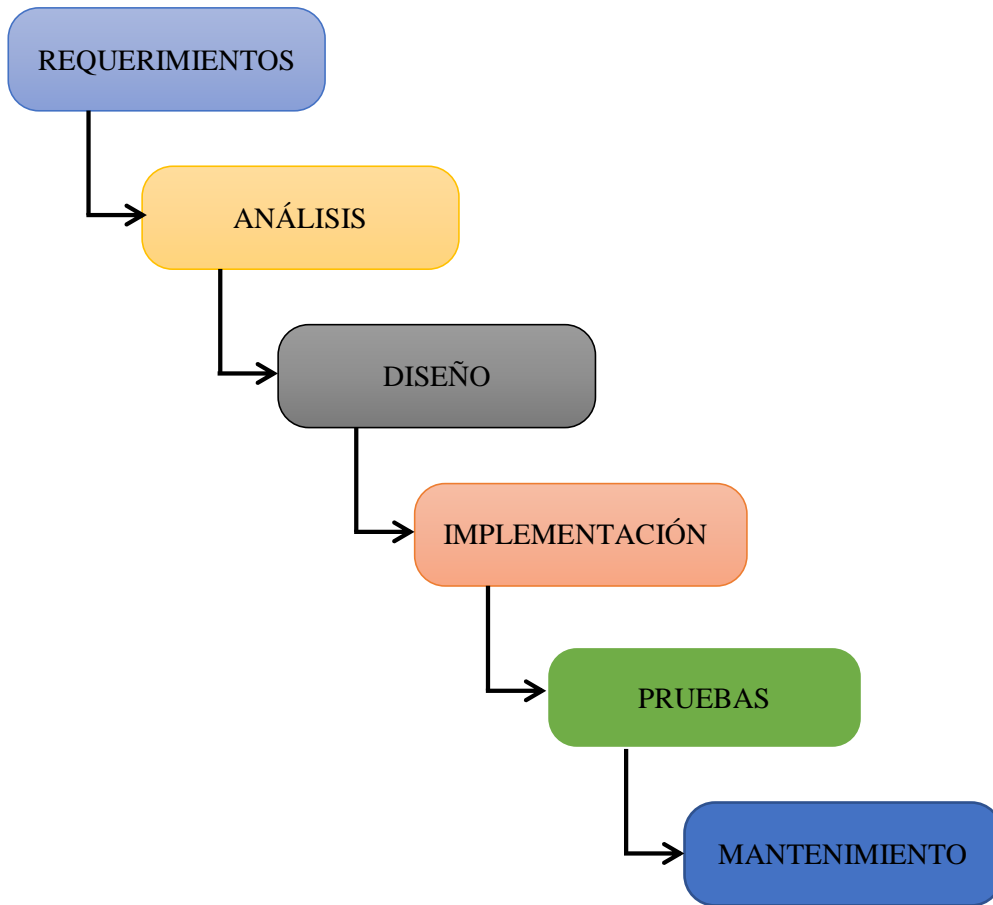 REQUERIMIENTOS
ANÁLISIS
DISEÑO
IMPLEMENTACIÓN
PRUEBAS
MANTENIMIENTO